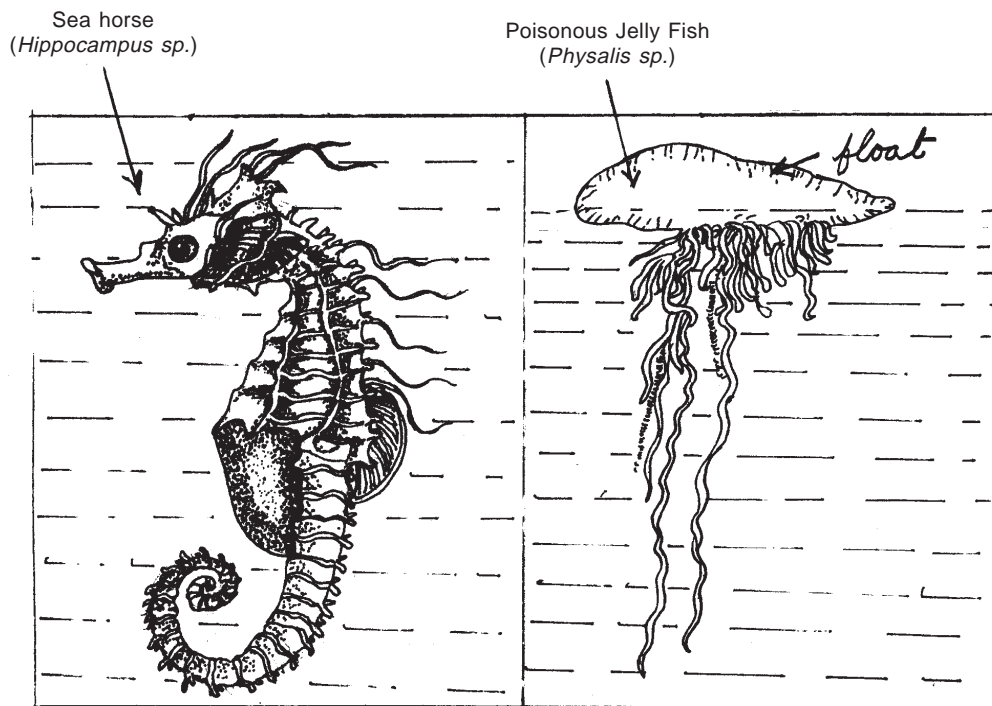 Sea horse
(Hippocampus sp.)
Poisonous Jelly Fish
(Physalis sp.)
float